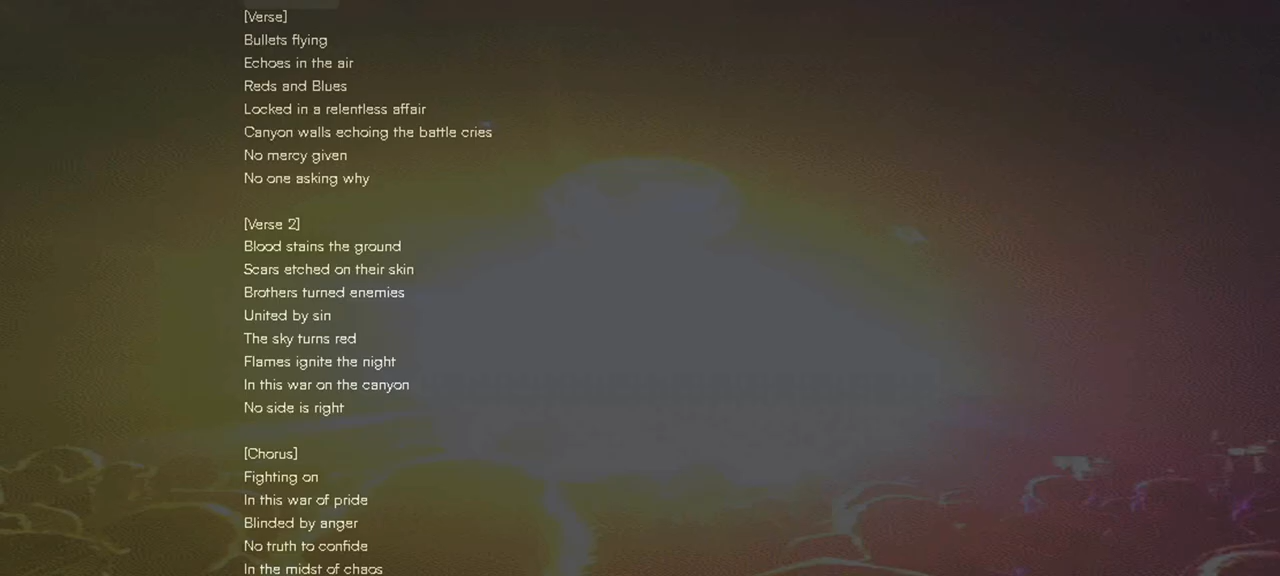 [Verse]
Bullets flying
Echoes in the air
Reds and Blues
Locked in a relentless affair
Canyon walls echoing the battle cries
No mercy given
No one asking why
[Verse 2]
Blood stains the ground
Scars etched on their skin
Brothers turned enemies
United by sin
The sky turns red
Flames ignite the night
In this war on the canyon
No side is right
[Chorus]
Fighting on
In this war of pride
Blinded by anger
No truth to confide
In the midst of chaos